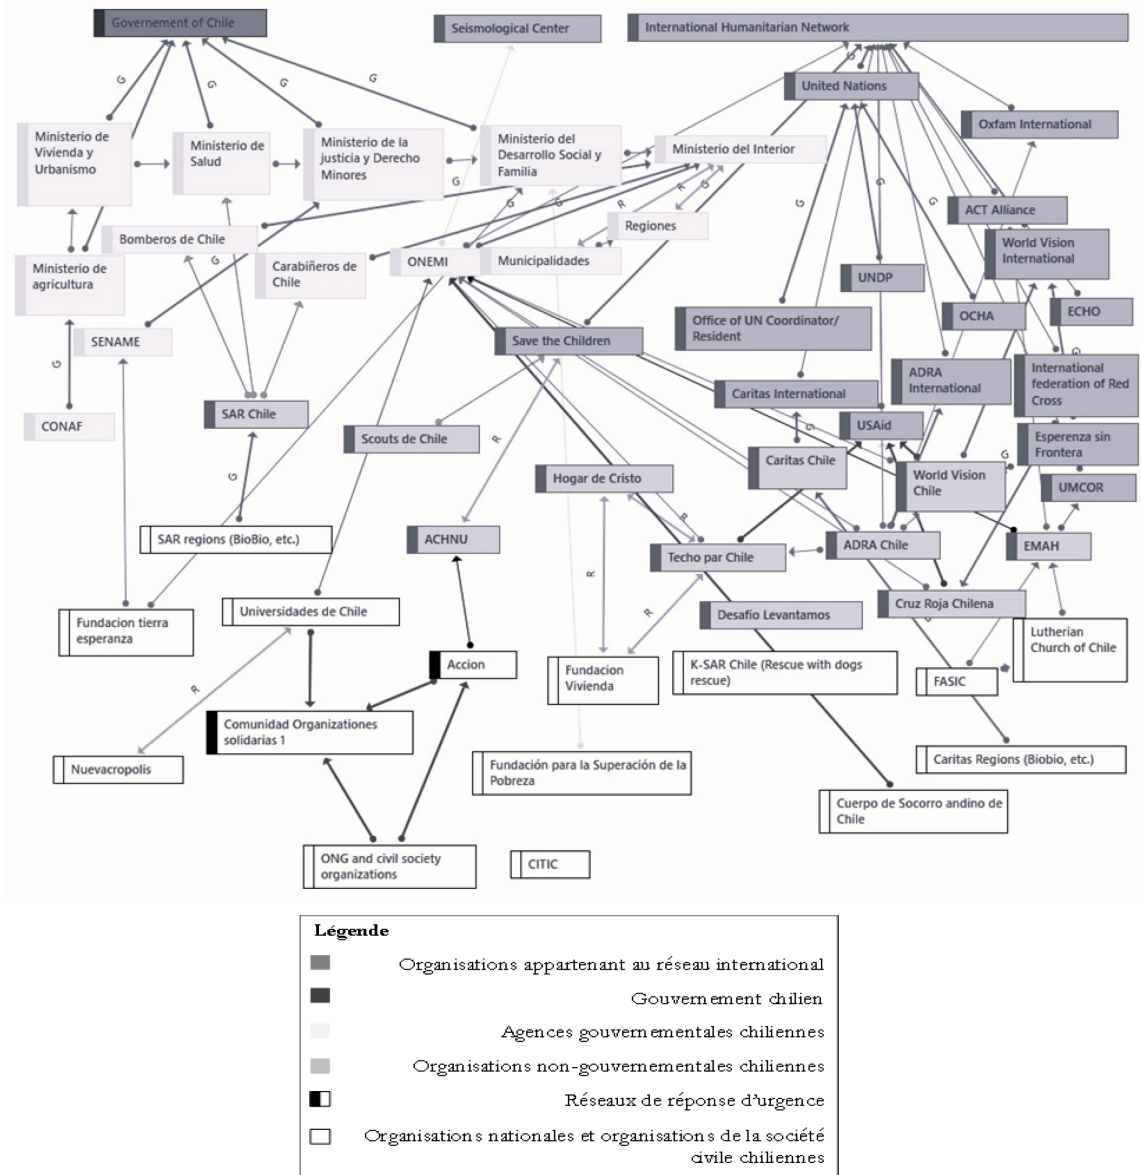 Governement of Chile
Seismological Center
International Humanitarian Network
G
G
G
G
G
United Nations
Oxfam International
Ministerio de
Vivienda y
Urbanismo
Ministerio de
Salud
Ministerio de la
justicia y Derecho
Minores
Ministerio del
Desarrollo Social y
Familia
Ministerio del Interior
G
R
G
G
G
G
G
G
ACT Alliance
Regiones
Bomberos de Chile
World Vision
International
Ministerio de
agricultura
Carabiñeros de
Chile
ONEMI
Municipalidades
G
UNDP
Office of UN Coordinator/
Resident
OCHA
ECHO
SENAME
Save the Children
G
G
ADRA
International
International
federation of Red
Cross
Caritas International
CONAF
SAR Chile
Scouts de Chile
R
USAid
G
Esperenza sin
Frontera
Caritas Chile
G
World Vision
Chile
G
Hogar de Cristo
UMCOR
R
SAR regions (BioBio, etc.)
ACHNU
Techo par Chile
ADRA Chile
EMAH
R
R
Fundacion tierra
esperanza
Universidades de Chile
Desafio Levantamos
Cruz Roja Chilena
Lutherian
Church of Chile
Accion
Fundacion
Vivienda
K-SAR Chile (Rescue with dogs
rescue)
FASIC
R
Comunidad Organizationes
solidarias 1
Nuevacropolis
Fundación para la Superación de la
Pobreza
Caritas Regions (Biobio, etc.)
Cuerpo de Socorro andino de
Chile
ONG and civil society
organizations
CITIC
Légende
Organisations appartenant au réseau international
Gouvernement chilien
Agences gouvernementales chiliennes
Organisations non-gouvernementales chiliennes
Réseaux de réponse d'urgence
Organisations nationales et organisations de la société
civile chiliennes